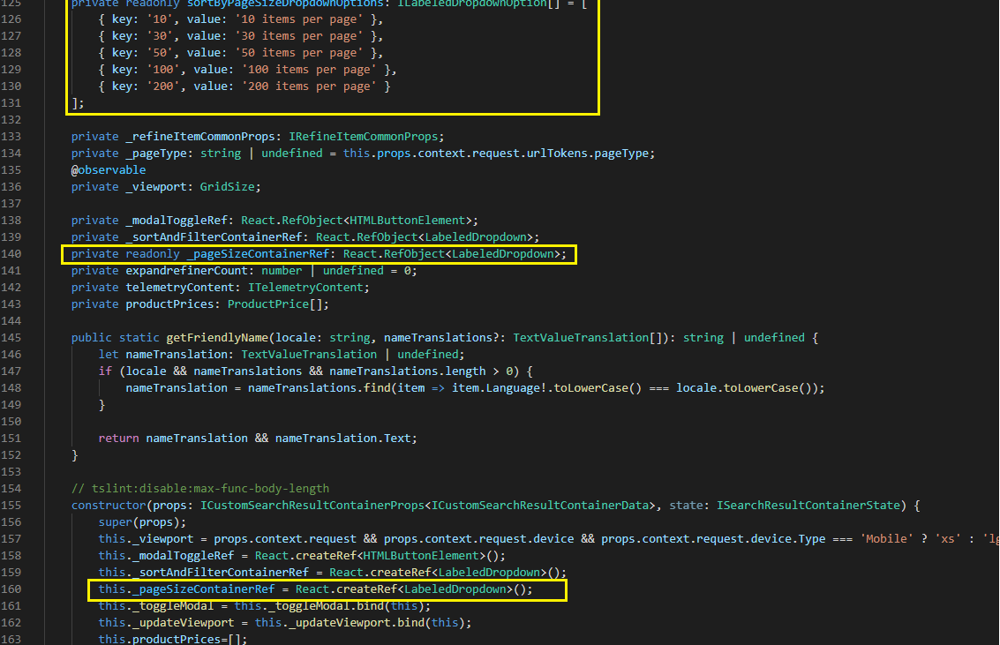 125 private readonly sortByPageSizeDropdownOptions: ILabeledDropdownOption[] = [
126 { key: '10', value: '10 items per page' },
127 { key: '30', value: '30 items per page' },
128 { key: '50', value: '50 items per page' },
129 { key: '100', value: '100 items per page' },
130 { key: '200', value: '200 items per page' }
131 ];
132
133 private _refineItemCommonProps: IRefineItemCommonProps;
134 private _pageType: string | undefined = this.props.context.request.urlTokens.pageType;
135 @observable
136 private _viewport: GridSize;
137
138 private _modalToggleRef: React.RefObject<HTMLButtonElement>;
139 private _sortAndFilterContainerRef: React.RefObject<LabeledDropdown>;
140 private readonly _pageSizeContainerRef: React.RefObject<LabeledDropdown>;
141 private expandrefinerCount: number | undefined = 0;
142 private telemetryContent: ITelemetryContent;
143 private productPrices: ProductPrice[];
144
145 public static getFriendlyName(locale: string, nameTranslations?: TextValueTranslation[]): string | undefined {
146 let nameTranslation: TextValueTranslation | undefined;
147 if (locale && nameTranslations && nameTranslations.length > 0) {
148 nameTranslation = nameTranslations.find(item => item.Language!.toLowerCase() === locale.toLowerCase());
149 }
150
151 return nameTranslation && nameTranslation.Text;
152 }
153
154 // tslint:disable:max-func-body-length
155 constructor(props: ICustomSearchResultContainerProps<ICustomSearchResultContainerData>, state: ISearchResultContainerState) {
156 super(props);
157 this._viewport = props.context.request && props.context.request.device && props.context.request.device.Type === 'Mobile' ? 'xs' : 'lg
158 this._modalToggleRef = React.createRef<HTMLButtonElement>();
159 this._sortAndFilterContainerRef = React.createRef<LabeledDropdown>();
160 this._pageSizeContainerRef = React.createRef<LabeledDropdown>();
161 this._toggleModal = this._toggleModal.bind(this);
162 this._updateViewport = this._updateViewport.bind(this);
163 this.productPrices=[];